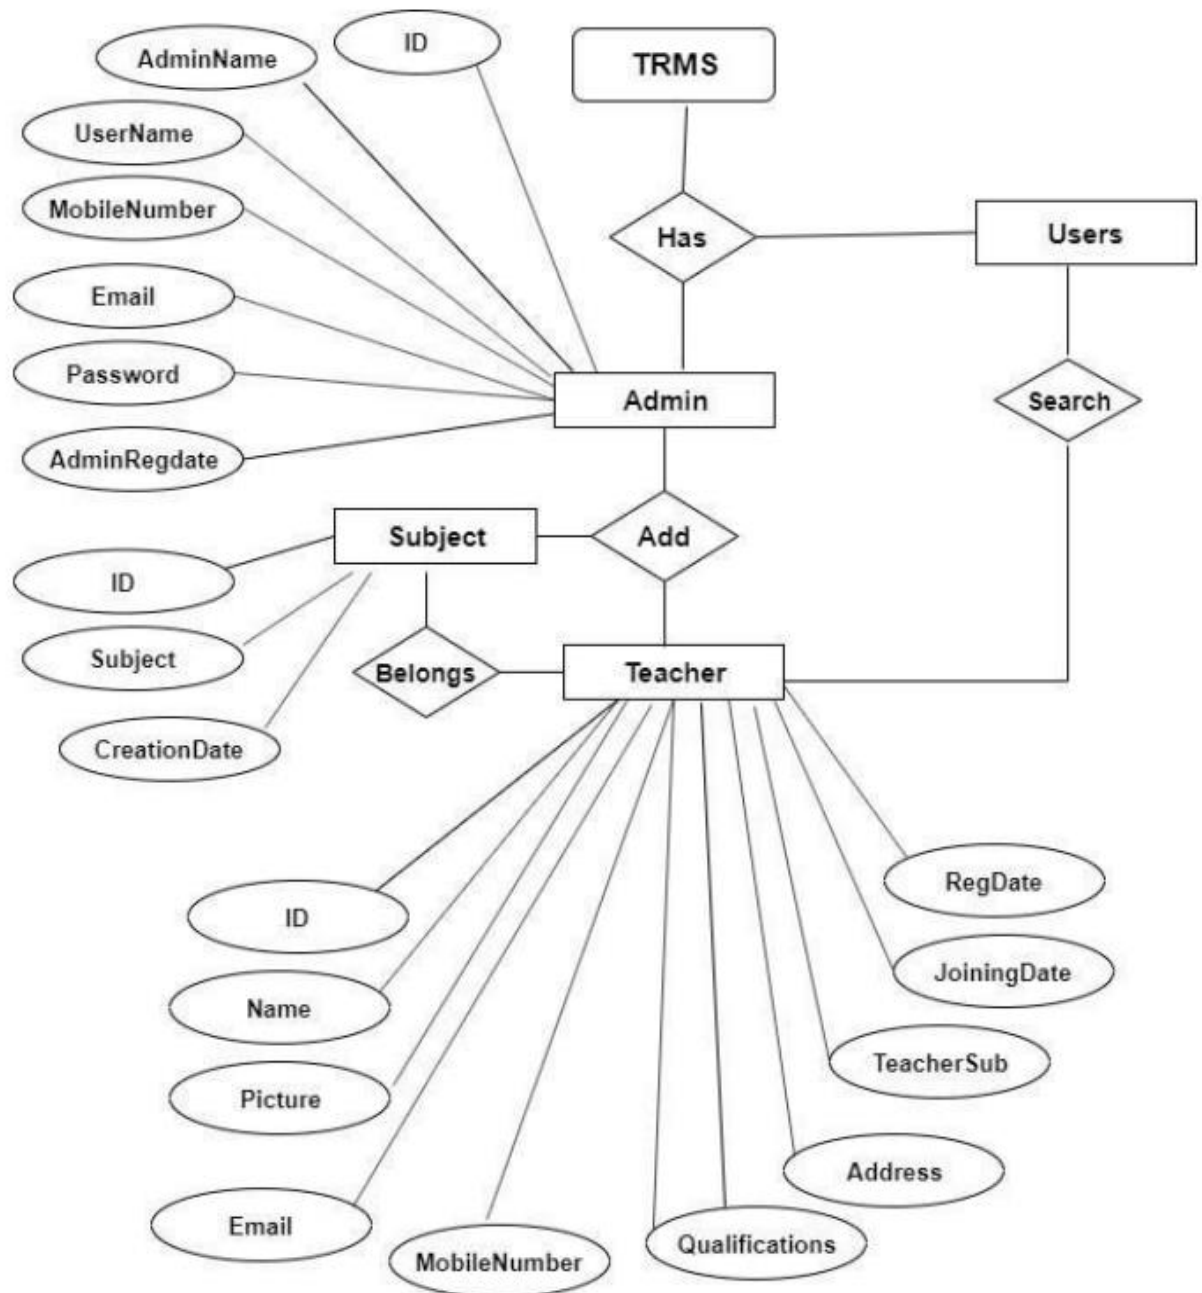 ID
AdminName
TRMS
UserName
MobileNumber
Has
Users
Email
Password
Admin
Search
AdminRegdate
Subject
Add
ID
Subject
Belongs
Teacher
CreationDate
RegDate
ID
JoiningDate
Name
TeacherSub
Picture
Address
Email
Qualifications
MobileNumber